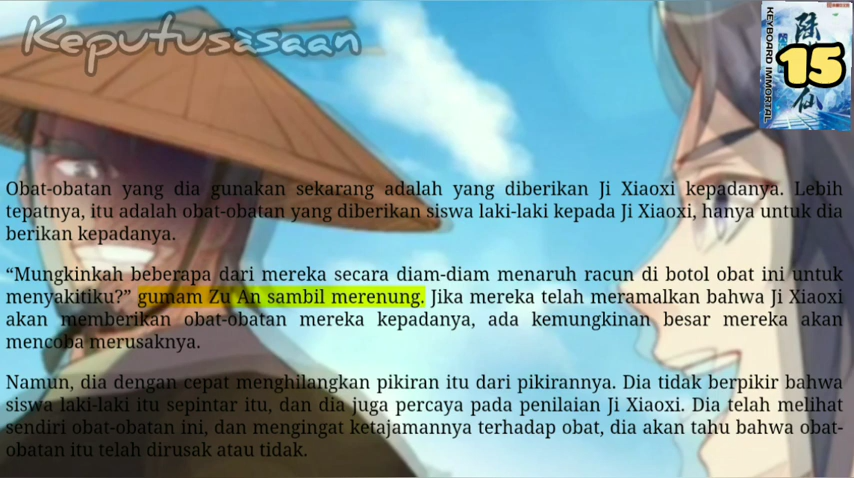 Keputusasaan
KEYBOARD IMMORTAL
15
Obat-obatan yang dia gunakan sekarang adalah yang diberikan Ji Xiaoxi kepadanya. Lebih
tepatnya, itu adalah obat-obatan yang diberikan siswa laki-laki kepada Ji Xiaoxi, hanya untuk dia
berikan kepadanya.
“Mungkinkah beberapa dari mereka secara diam-diam menaruh racun di botol obat ini untuk
menyakitiku?” gumam Zu An sambil merenung. Jika mereka telah meramalkan bahwa Ji Xiaoxi
akan memberikan obat-obatan mereka kepadanya, ada kemungkinan besar mereka akan
mencoba merusaknya.
Namun, dia dengan cepat menghilangkan pikiran itu dari pikirannya. Dia tidak berpikir bahwa
siswa laki-laki itu sepintar itu, dan dia juga percaya pada penilaian Ji Xiaoxi. Dia telah melihat
sendiri obat-obatan ini, dan mengingat ketajamannya terhadap obat, dia akan tahu bahwa obat-
obatan itu telah dirusak atau tidak.